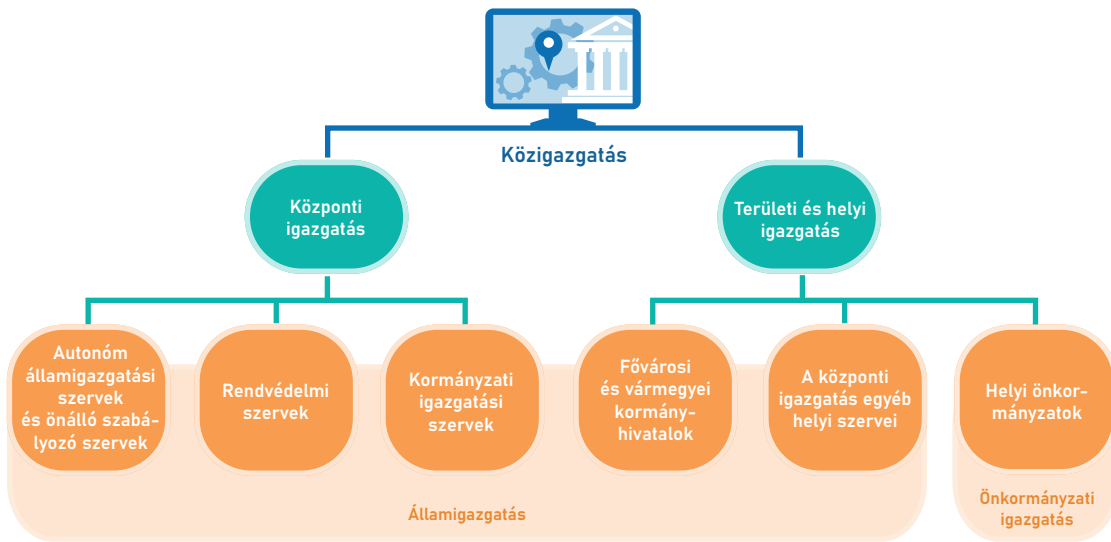 Közigazgatás
Központi
igazgatás
Területi és helyi
igazgatás
Autonóm
államigazgatási
szervek
és önálló szabá-
lyozó szervek
Rendvédelmi
szervek
Kormányzati
igazgatási
szervek
Fővárosi
és vármegyei
kormány-
hivatalok
A központi
igazgatás egyéb
helyi szervei
Helyi önkor-
mányzatok
Államigazgatás
Önkormányzati
igazgatás